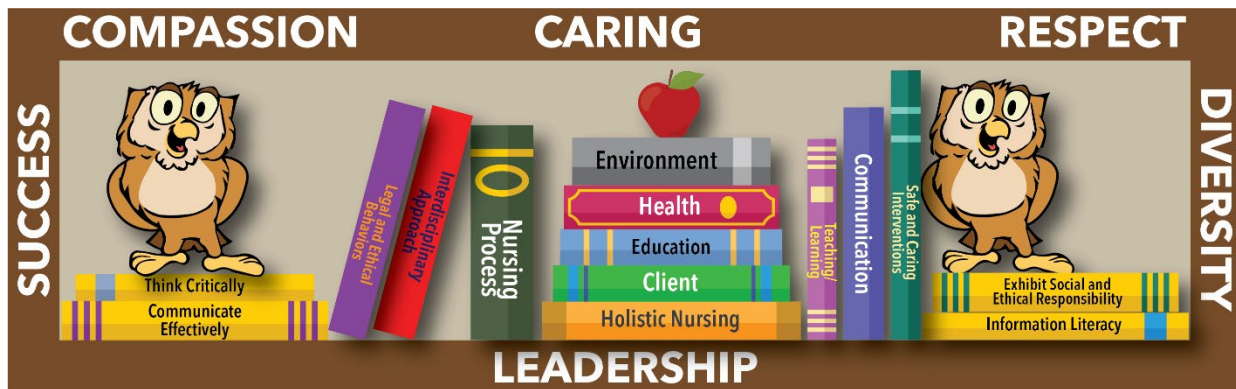 COMPASSION
CARING
RESPECT
SUCCESS
DIVERSITY
LEADERSHIP
Think Critically
Communicate
Effectively
Legal and Ethical
Behaviors
Interdisciplinary
Approach
Nursing
Process
Environment
Health
Education
Client
Holistic Nursing
Teaching/
Learning
Communication
Safe and Caring
Interventions
Exhibit Social and
Ethical Responsibility
Information Literacy